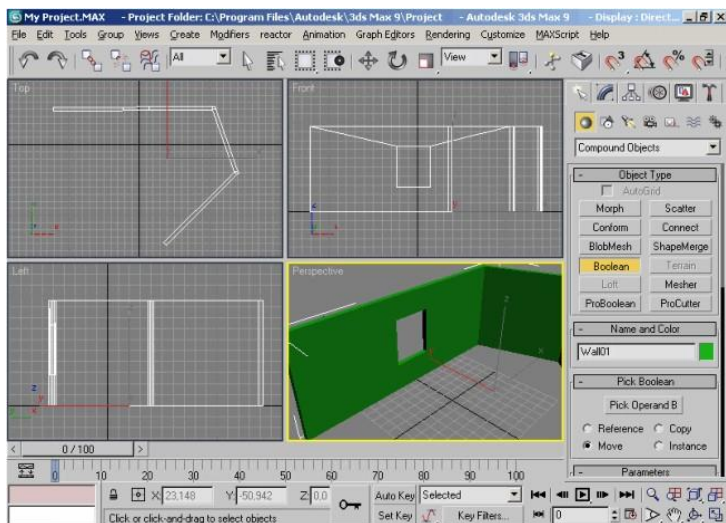 My Project.MAX - Project Folder: C:\Program Files\Autodesk\3ds Max 9\Project - Autodesk 3ds Max 9 - Display : Direct...
File Edit Tools Group Views Create Modifiers reactor Animation Graph Editors Rendering Customize MAXScript Help
All View
Top Front
Left Perspective
Compound Objects
Object Type
AutoGrid
Morph Scatter
Conform Connect
BlobMesh ShapeMerge
Boolean Terrain
Loft Mesher
ProBoolean ProCutter
Name and Color
Wall01
Pick Boolean
Pick Operand B
Reference Copy
Move Instance
Parameters
0 / 100
0 10 20 30 40 50 60 70 80 90 100
X: 23,148 Y: -50,942 Z: 0,0
Auto Key Selected
Click or click-and-drag to select objects
Set Key Key Filters... 0